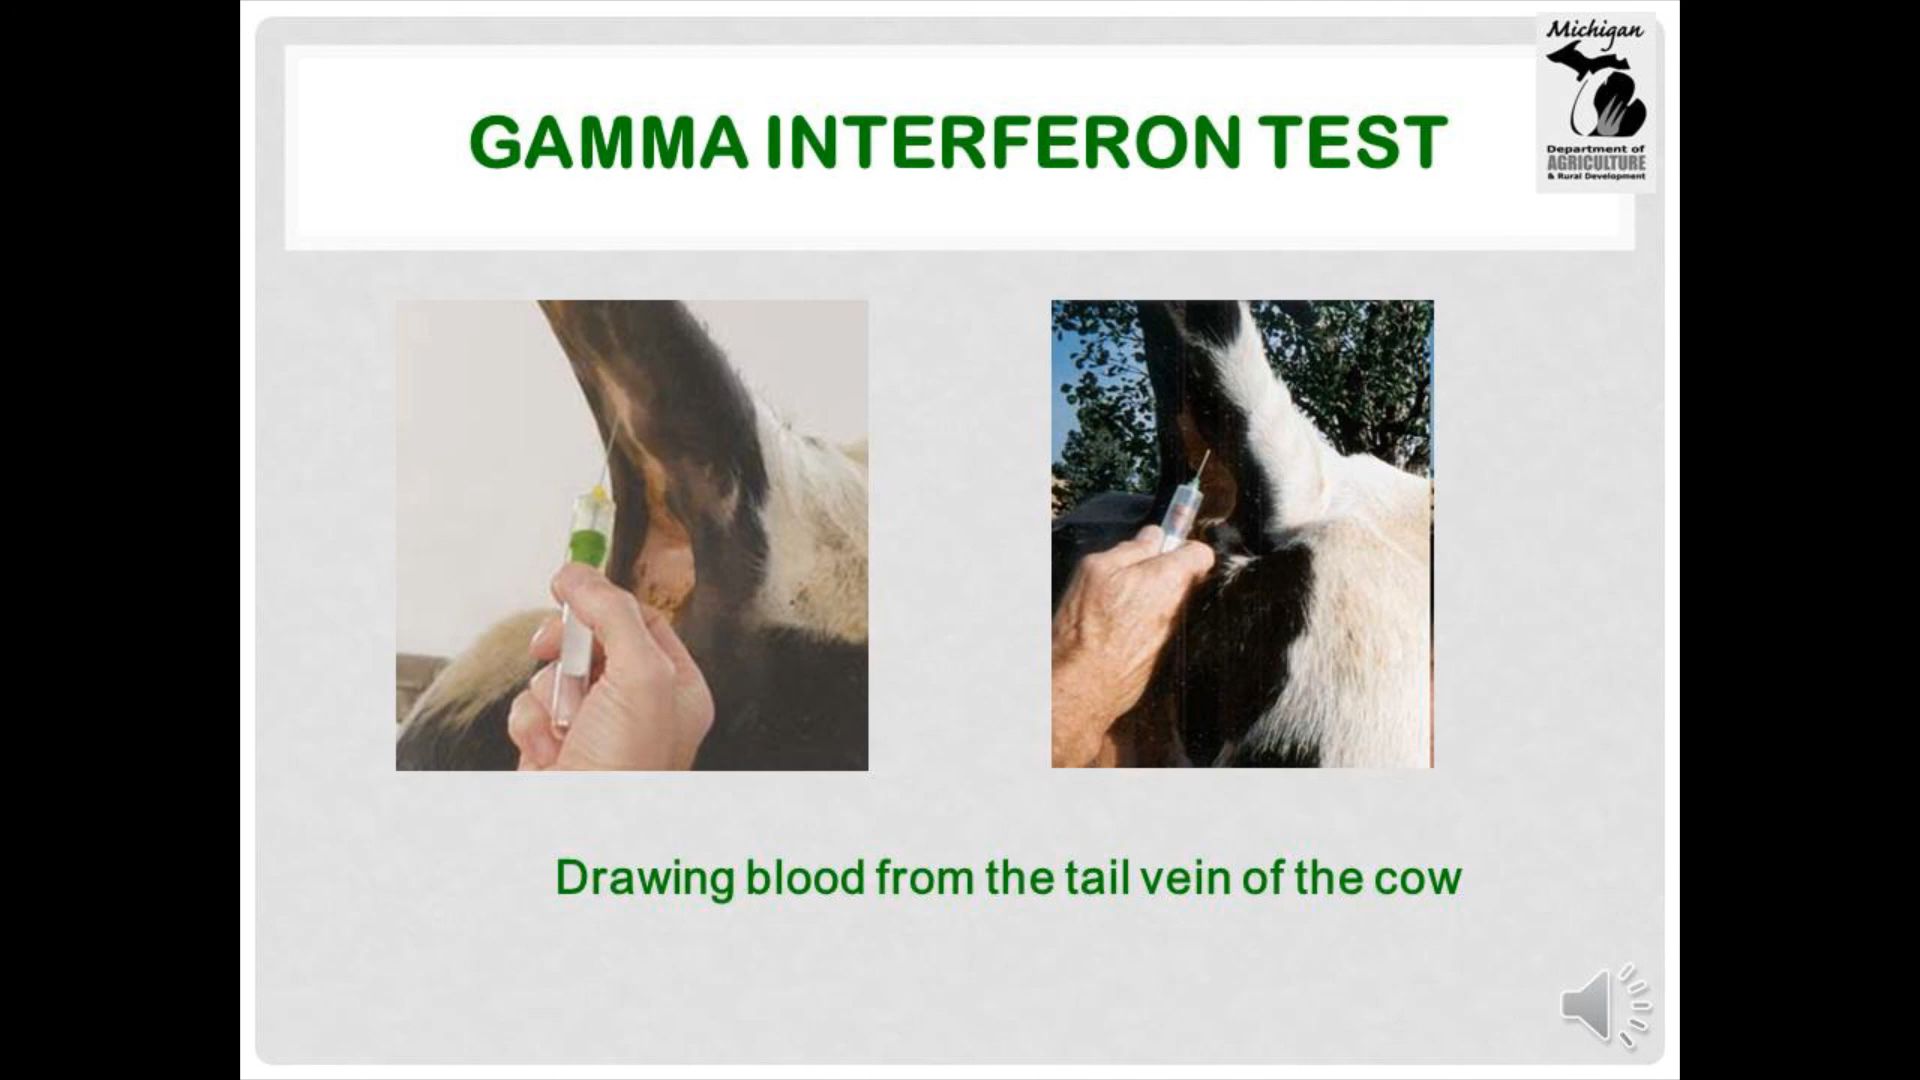 Michigan
GAMMA INTERFERON TEST
Department of
AGRICULTURE
& Rural Development
Drawing blood from the tail vein of the cow